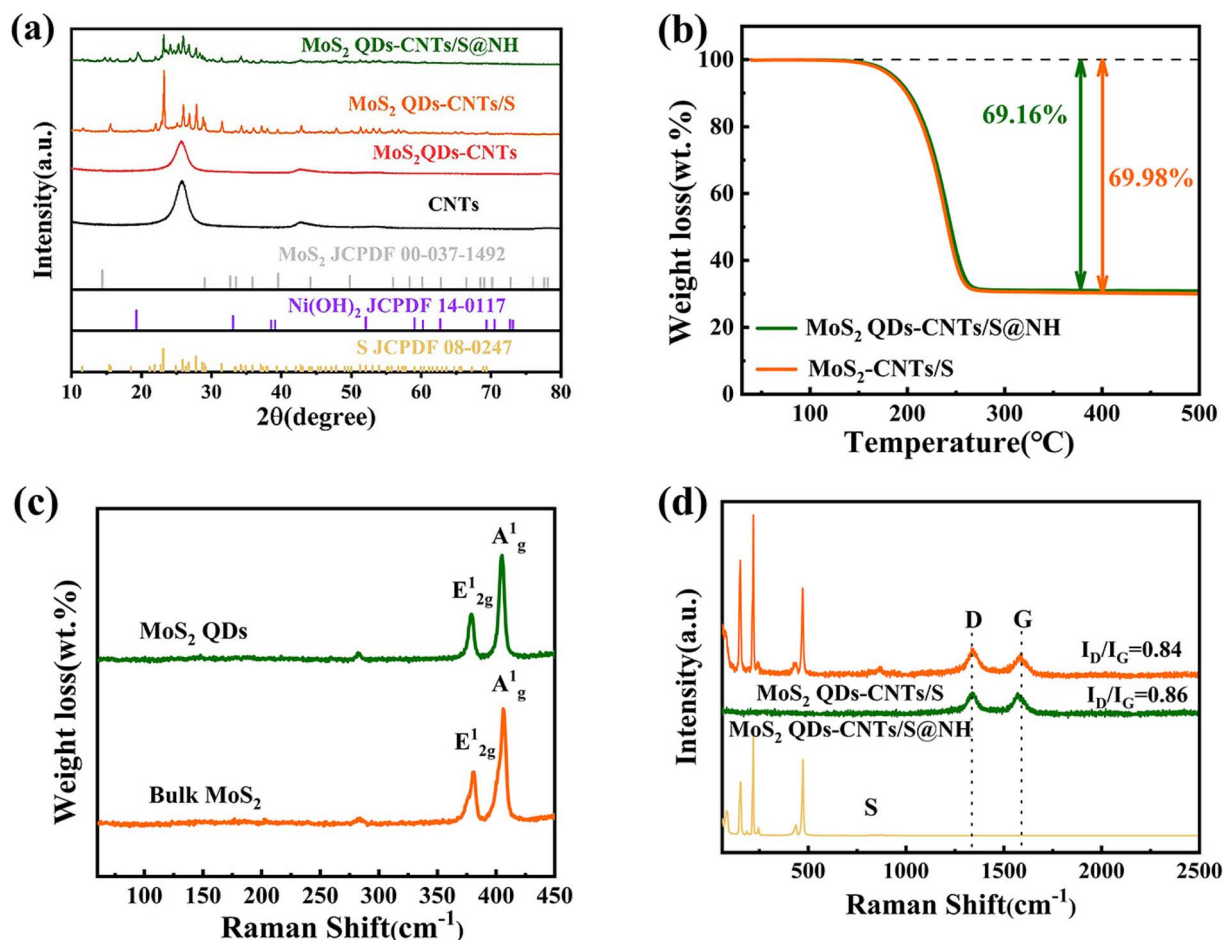 (a)
MoS₂ QDs-CNTs/S@NH
MoS₂ QDs-CNTs/S
MoS₂QDs-CNTs
CNTs
MoS₂ JCPDF 00-037-1492
Ni(OH)₂ JCPDF 14-0117
S JCPDF 08-0247
Intensity(a.u.)
10 20 30 40 50 60 70 80
2θ(degree)
(b)
100
80
60
40
20
0
Weight loss(wt.%)
69.16%
69.98%
MoS₂ QDs-CNTs/S@NH
MoS₂-CNTs/S
100 200 300 400 500
Temperature(°C)
(c)
Weight loss(wt.%)
A¹g
E¹₂g
MoS₂ QDs
A¹g
E¹₂g
Bulk MoS₂
50 100 150 200 250 300 350 400 450
Raman Shift(cm⁻¹)
(d)
Intensity(a.u.)
D G
I_D/I_G=0.84
MoS₂ QDs-CNTs/S
I_D/I_G=0.86
MoS₂ QDs-CNTs/S@NH
S
500 1000 1500 2000 2500
Raman Shift(cm⁻¹)